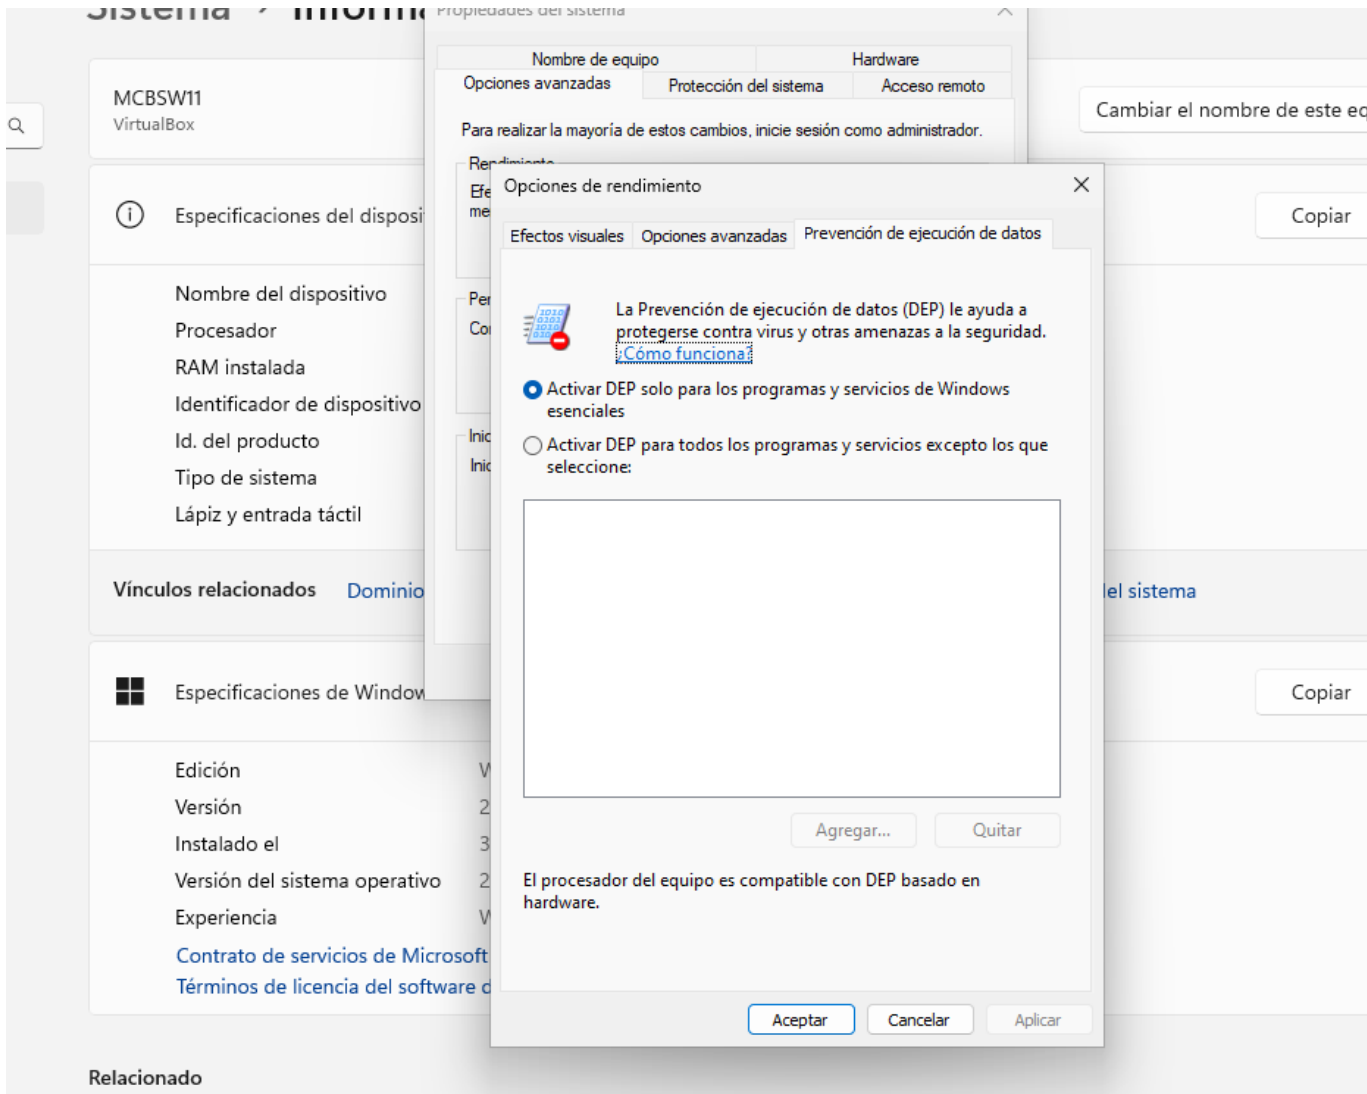 Sistema
Propiedades del sistema
Nombre de equipo
Hardware
Opciones avanzadas
Protección del sistema
Acceso remoto
MCBSW11
VirtualBox
Cambiar el nombre de este
Para realizar la mayoría de estos cambios, inicie sesión como administrador.
Rendimiento
Opciones de rendimiento
Especificaciones del
Copiar
Efectos visuales
Opciones avanzadas
Prevención de ejecución de datos
Nombre del dispositivo
Procesador
RAM instalada
Identificador de dispositivo
Id. del producto
Tipo de sistema
Lápiz y entrada táctil
La Prevención de ejecución de datos (DEP) le ayuda a
protegerse contra virus y otras amenazas a la seguridad.
¿Cómo funciona?
Activar DEP solo para los programas y servicios de Windows
esenciales
Activar DEP para todos los programas y servicios excepto los que
seleccione:
Vínculos relacionados
Dominio
del sistema
Especificaciones de Window
Copiar
Edición
Versión
Instalado el
Versión del sistema operativo
Experiencia
Contrato de servicios de Microsoft
Términos de licencia del software
Agregar...
Quitar
El procesador del equipo es compatible con DEP basado en
hardware.
Aceptar
Cancelar
Aplicar
Relacionado